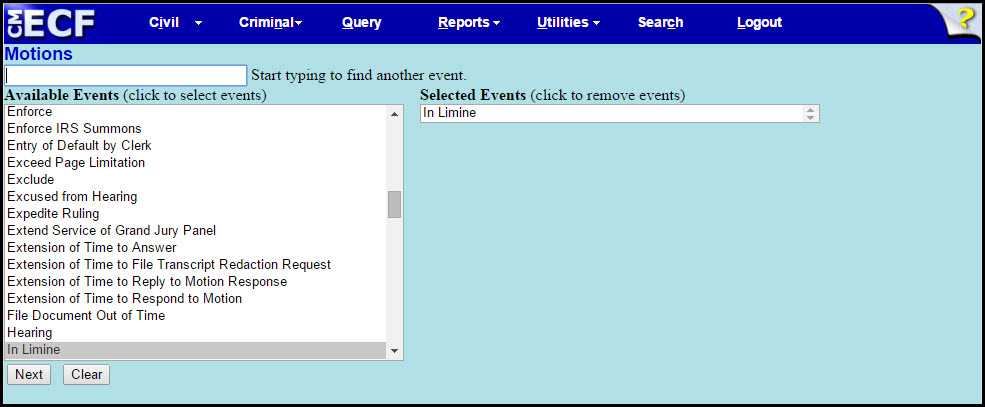 CM ECF Civil Criminal Query Reports Utilities Search Logout ?
Motions
Start typing to find another event.
Available Events (click to select events) Selected Events (click to remove events)
Enforce In Limine
Enforce IRS Summons
Entry of Default by Clerk
Exceed Page Limitation
Exclude
Excused from Hearing
Expedite Ruling
Extend Service of Grand Jury Panel
Extension of Time to Answer
Extension of Time to File Transcript Redaction Request
Extension of Time to Reply to Motion Response
Extension of Time to Respond to Motion
File Document Out of Time
Hearing
In Limine
Next Clear